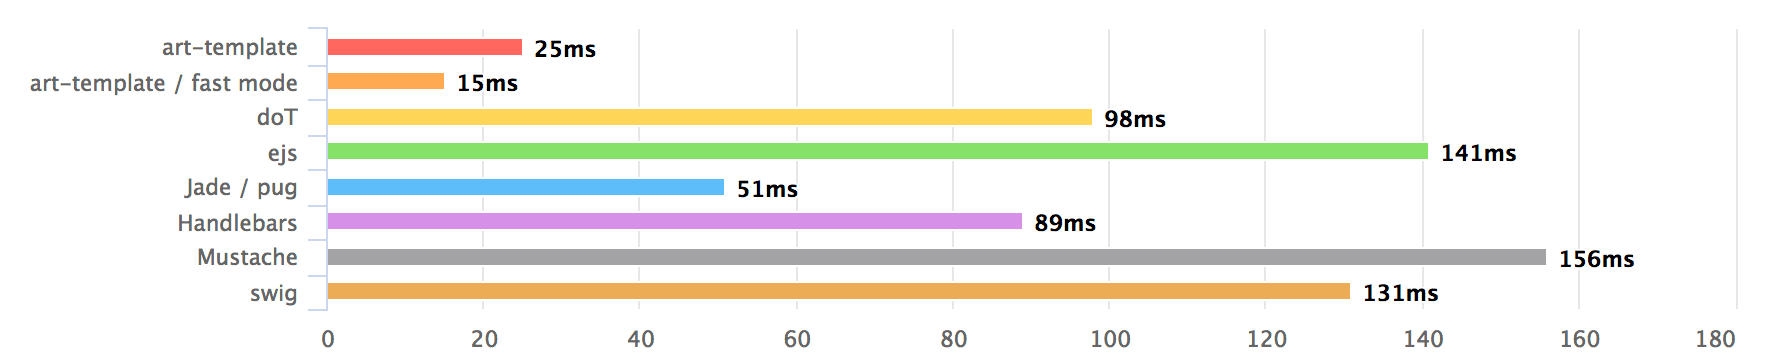 art-template 25ms
art-template / fast mode 15ms
doT 98ms
ejs 141ms
Jade / pug 51ms
Handlebars 89ms
Mustache 156ms
swig 131ms
0 20 40 60 80 100 120 140 160 180